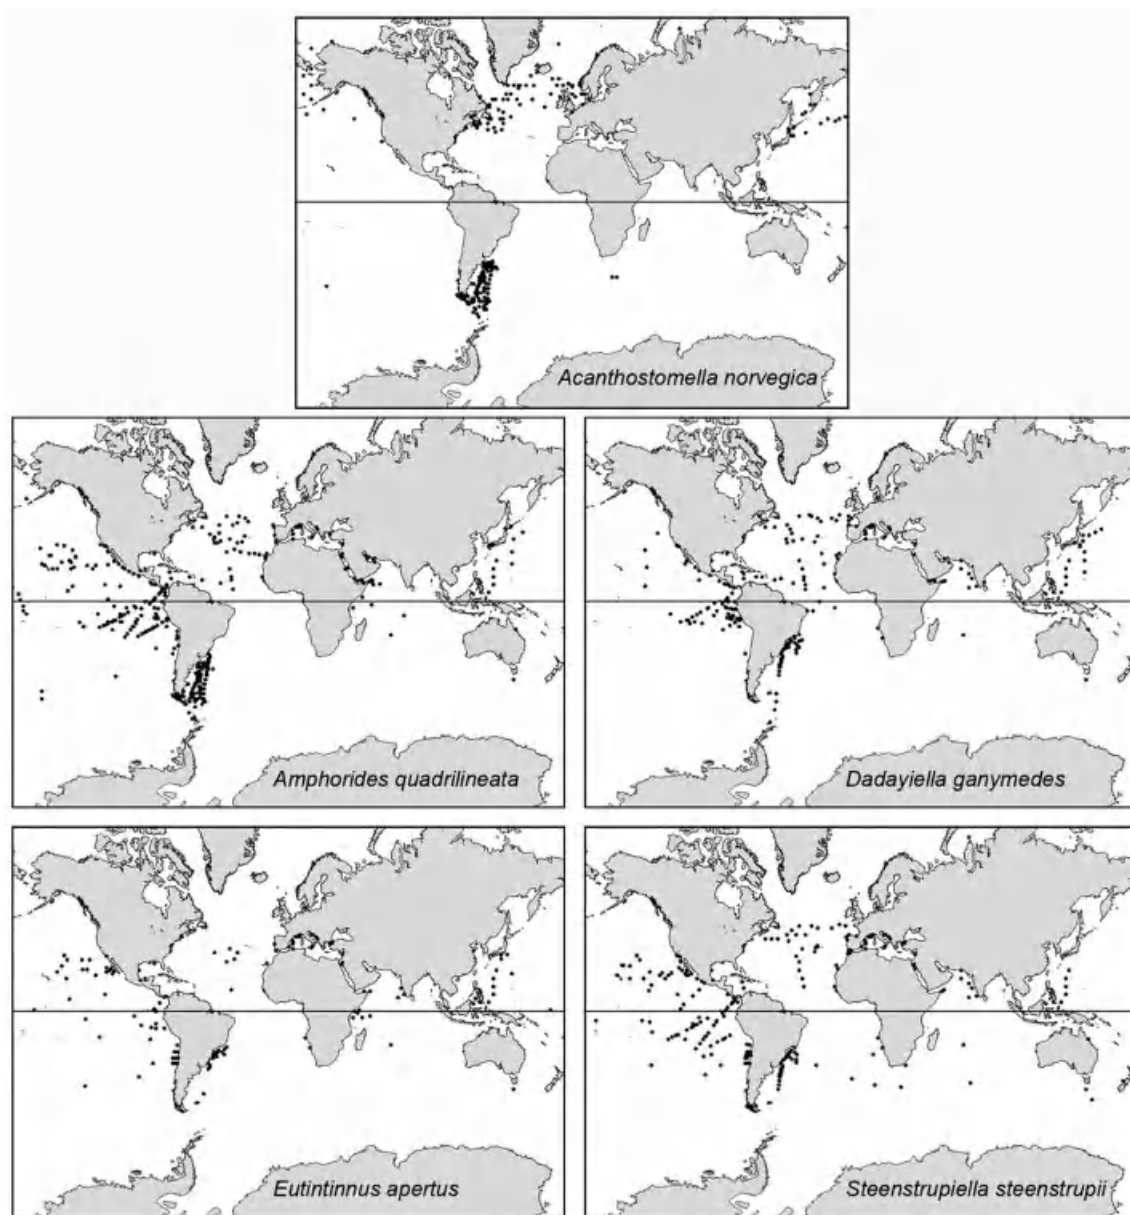 Acanthostomella norvegica
Amphorides quadrilineata
Dadayiella ganymedes
Eutintinnus apertus
Steenstrupiella steenstrupii